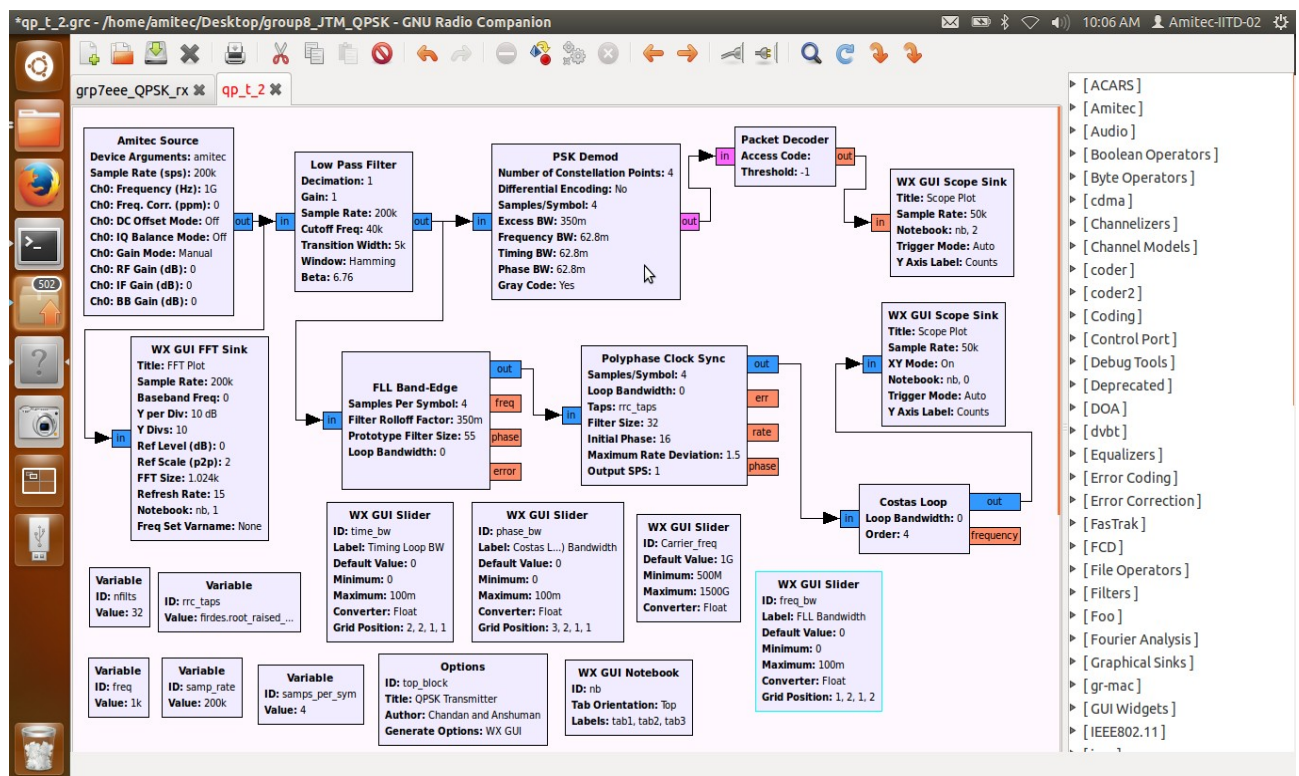 *qp_t_2.grc - /home/amitec/Desktop/group8_JTM_QPSK - GNU Radio Companion
10:06 AM
Amitec-IITD-02
grp7eee_QPSK_rx
qp_t_2
502
Amitec Source
Device Arguments: amitec
Sample Rate (sps): 200k
Ch0: Frequency (Hz): 1G
Ch0: Freq. Corr. (ppm): 0
Ch0: DC Offset Mode: Off
Ch0: IQ Balance Mode: Off
Ch0: Gain Mode: Manual
Ch0: RF Gain (dB): 0
Ch0: IF Gain (dB): 0
Ch0: BB Gain (dB): 0
out
in
Low Pass Filter
Decimation: 1
Gain: 1
Sample Rate: 200k
Cutoff Freq: 40k
Transition Width: 5k
Window: Hamming
Beta: 6.76
out
in
PSK Demod
Number of Constellation Points: 4
Differential Encoding: No
Samples/Symbol: 4
Excess BW: 350m
Frequency BW: 62.8m
Timing BW: 62.8m
Phase BW: 62.8m
Gray Code: Yes
out
in
Packet Decoder
Access Code:
Threshold: -1
out
in
WX GUI Scope Sink
Title: Scope Plot
Sample Rate: 50k
Notebook: nb, 2
Trigger Mode: Auto
Y Axis Label: Counts
in
WX GUI FFT Sink
Title: FFT Plot
Sample Rate: 200k
Baseband Freq: 0
Y per Div: 10 dB
Y Divs: 10
Ref Level (dB): 0
Ref Scale (p2p): 2
FFT Size: 1.024k
Refresh Rate: 15
Notebook: nb, 1
Freq Set Varname: None
in
FLL Band-Edge
Samples Per Symbol: 4
Filter Rolloff Factor: 350m
Prototype Filter Size: 55
Loop Bandwidth: 0
out
freq
phase
error
in
Polyphase Clock Sync
Samples/Symbol: 4
Loop Bandwidth: 0
Taps: rrc_taps
Filter Size: 32
Initial Phase: 16
Maximum Rate Deviation: 1.5
Output SPS: 1
out
err
rate
phase
in
WX GUI Scope Sink
Title: Scope Plot
Sample Rate: 50k
XY Mode: On
Notebook: nb, 0
Trigger Mode: Auto
Y Axis Label: Counts
in
Costas Loop
Loop Bandwidth: 0
Order: 4
out
frequency
WX GUI Slider
ID: time_bw
Label: Timing Loop BW
Default Value: 0
Minimum: 0
Maximum: 100m
Converter: Float
Grid Position: 2, 2, 1, 1
WX GUI Slider
ID: phase_bw
Label: Costas L...) Bandwidth
Default Value: 0
Minimum: 0
Maximum: 100m
Converter: Float
Grid Position: 3, 2, 1, 1
WX GUI Slider
ID: Carrier_freq
Default Value: 1G
Minimum: 500M
Maximum: 1500G
Converter: Float
WX GUI Slider
ID: freq_bw
Label: FLL Bandwidth
Default Value: 0
Minimum: 0
Maximum: 100m
Converter: Float
Grid Position: 1, 2, 1, 2
Variable
ID: nfilts
Value: 32
Variable
ID: rrc_taps
Value: firdes.root_raised_...
Variable
ID: freq
Value: 1k
Variable
ID: samp_rate
Value: 200k
Variable
ID: samps_per_sym
Value: 4
Options
ID: top_block
Title: QPSK Transmitter
Author: Chandan and Anshuman
Generate Options: WX GUI
WX GUI Notebook
ID: nb
Tab Orientation: Top
Labels: tab1, tab2, tab3
[ ACARS ]
[ Amitec ]
[ Audio ]
[ Boolean Operators ]
[ Byte Operators ]
[ cdma ]
[ Channelizers ]
[ Channel Models ]
[ coder ]
[ coder2 ]
[ Coding ]
[ Control Port ]
[ Debug Tools ]
[ Deprecated ]
[ DOA ]
[ dvbt ]
[ Equalizers ]
[ Error Coding ]
[ Error Correction ]
[ FasTrak ]
[ FCD ]
[ File Operators ]
[ Filters ]
[ Foo ]
[ Fourier Analysis ]
[ Graphical Sinks ]
[ gr-mac ]
[ GUI Widgets ]
[ IEEE802.11 ]